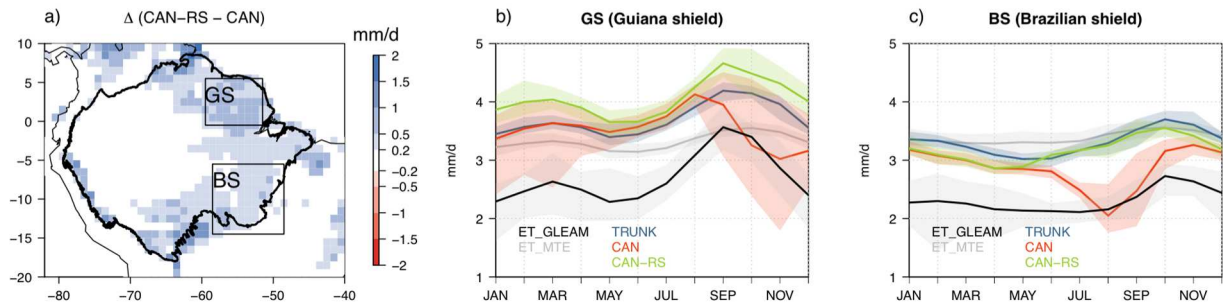 a)
Δ (CAN−RS − CAN)
mm/d
10
5
0
−5
−10
−15
−20
−80
−70
−60
−50
−40
GS
BS
2
1.5
1
0.5
0.2
−0.2
−0.5
−1
−1.5
−2
b)
GS (Guiana shield)
mm/d
5
4
3
2
1
ET_GLEAM
ET_MTE
TRUNK
CAN
CAN−RS
JAN
MAR
MAY
JUL
SEP
NOV
c)
BS (Brazilian shield)
mm/d
5
4
3
2
1
ET_GLEAM
ET_MTE
TRUNK
CAN
CAN−RS
JAN
MAR
MAY
JUL
SEP
NOV